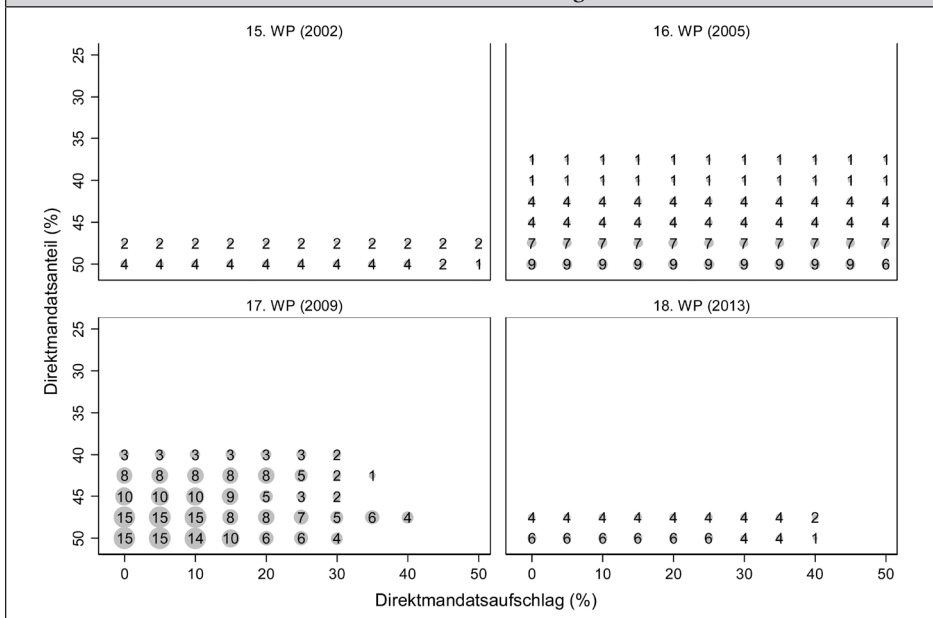 15. WP (2002)
25
30
35
40
45
50
2 2 2 2 2 2 2 2 2 2 2
4 4 4 4 4 4 4 4 4 2 1
16. WP (2005)
1 1 1 1 1 1 1 1 1 1 1
1 1 1 1 1 1 1 1 1 1 1
4 4 4 4 4 4 4 4 4 4 4
4 4 4 4 4 4 4 4 4 4 4
7 7 7 7 7 7 7 7 7 7 7
9 9 9 9 9 9 9 9 9 9 6
Direktmandatsanteil (%)
17. WP (2009)
25
30
35
40
45
50
3 3 3 3 3 3 2
8 8 8 8 8 5 2 1
10 10 10 9 5 3 2
15 15 15 8 8 7 5 6 4
15 15 14 10 6 6 4
0 10 20 30 40 50
18. WP (2013)
4 4 4 4 4 4 4 4 2
6 6 6 6 6 6 4 4 1
0 10 20 30 40 50
Direktmandatsaufschlag (%)